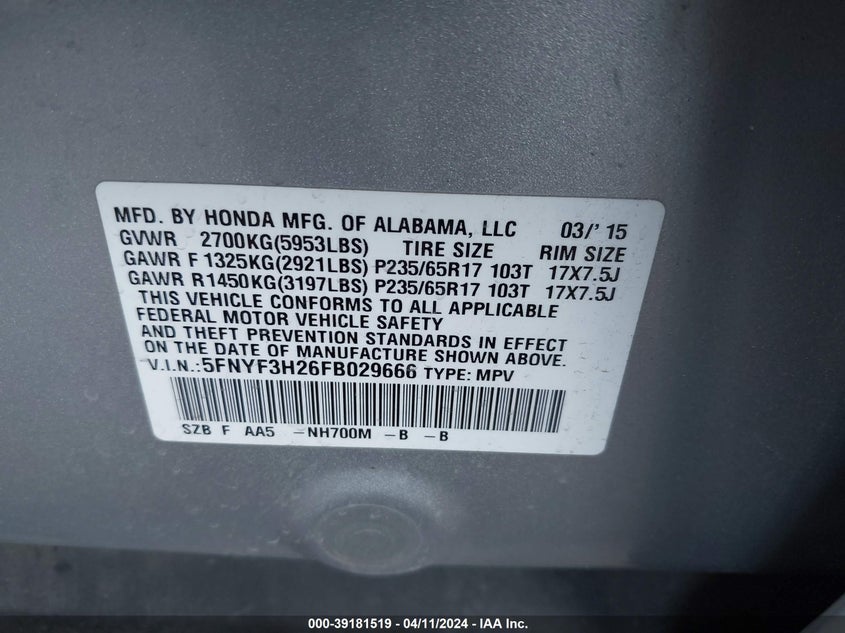 MFD. BY HONDA MFG. OF ALABAMA, LLC 03/' 15
GVWR 2700KG(5953LBS) TIRE SIZE RIM SIZE
GAWR F 1325KG(2921LBS) P235/65R17 103T 17X7.5J
GAWR R1450KG(3197LBS) P235/65R17 103T 17X7.5J
THIS VEHICLE CONFORMS TO ALL APPLICABLE
FEDERAL MOTOR VEHICLE SAFETY
AND THEFT PREVENTION STANDARDS IN EFFECT
ON THE DATE OF MANUFACTURE SHOWN ABOVE.
V.I.N.:5FNYF3H26FB029666 TYPE: MPV
SZB F AA5 -NH700M -B -B
000-39181519 - 04/11/2024 - IAA Inc.